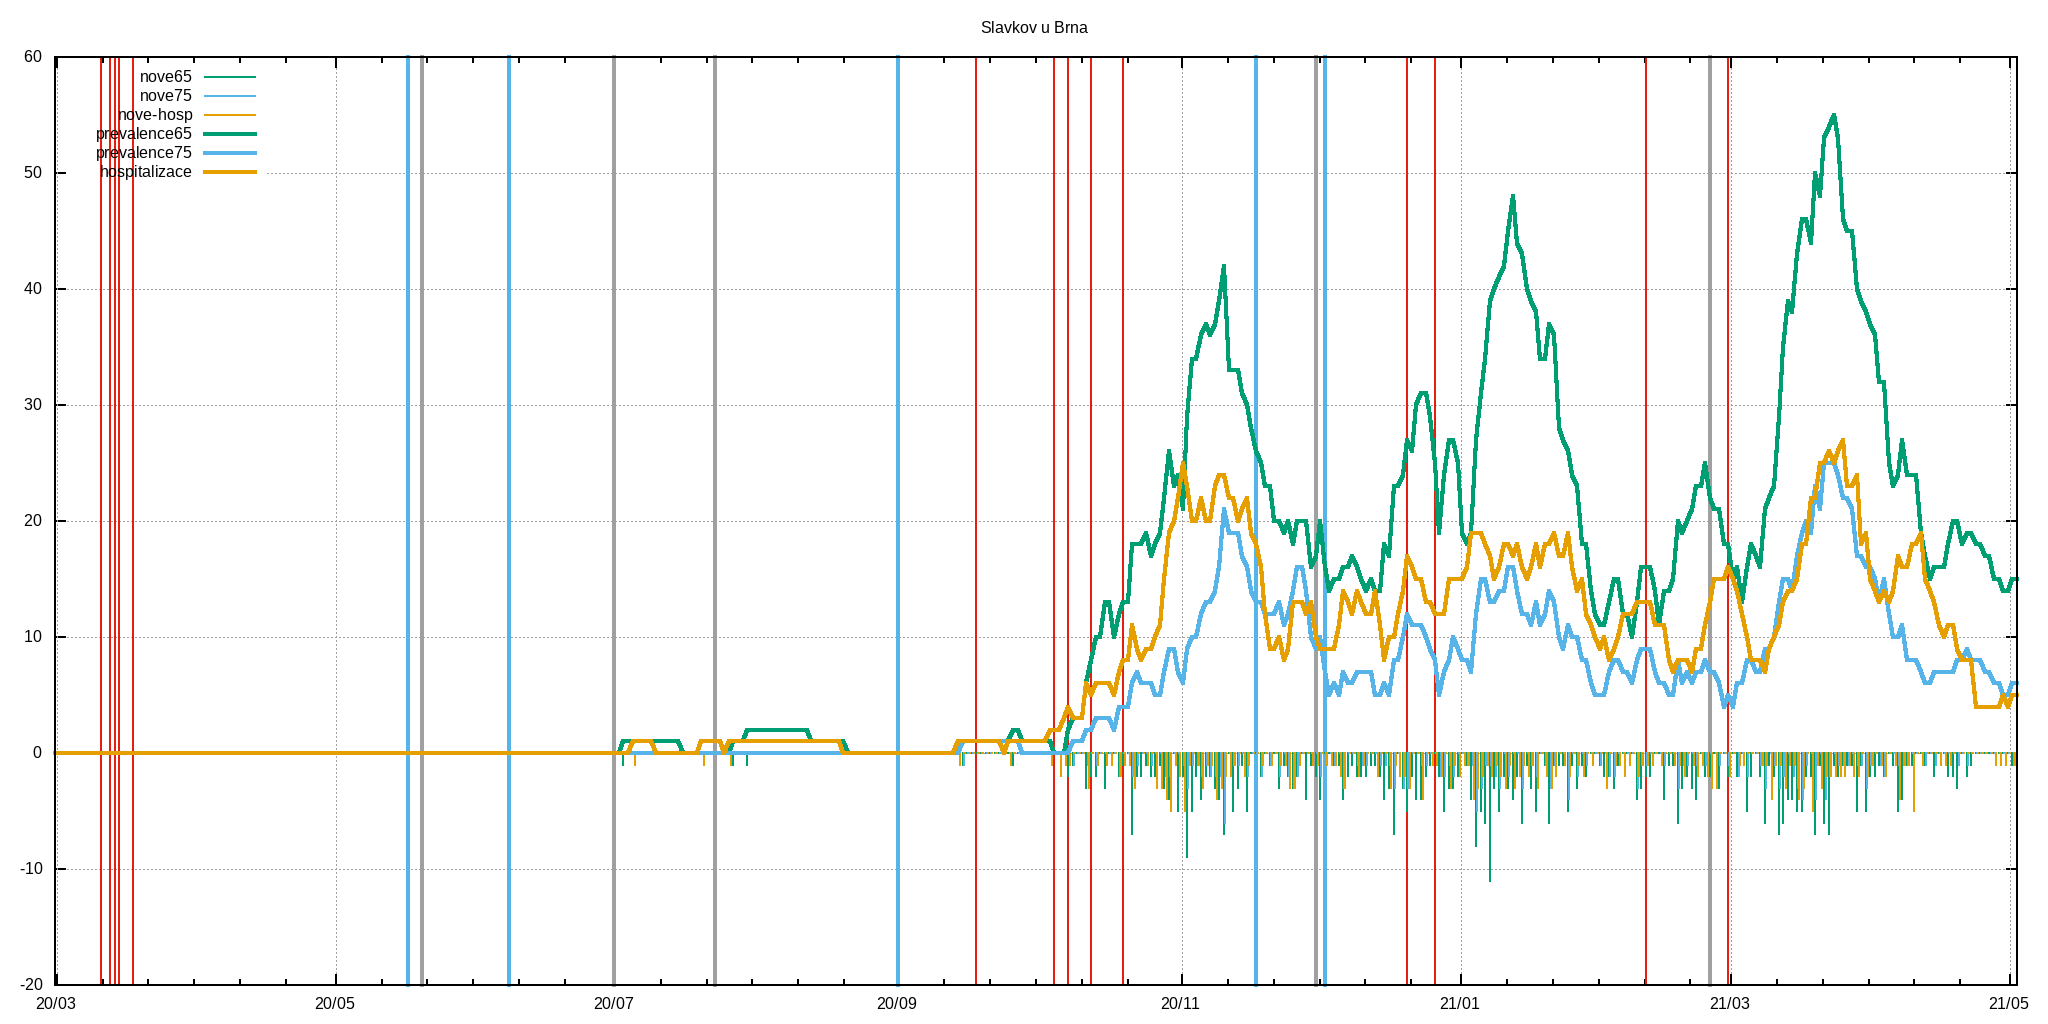 Slavkov u Brna
60
50
40
30
20
10
0
-10
-20
nove65
nove75
nove-hosp
prevalence65
prevalence75
hospitalizace
20/03 20/05 20/07 20/09 20/11 21/01 21/03 21/05